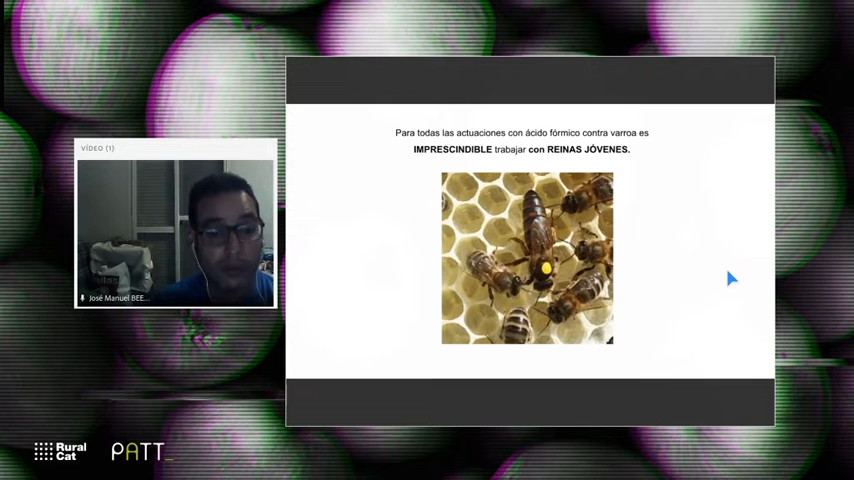 VÍDEO (1)
José Manuel BEE...
Para todas las actuaciones con ácido fórmico contra varroa es
IMPRESCINDIBLE trabajar con REINAS JÓVENES.
Rural
Cat
PATT_